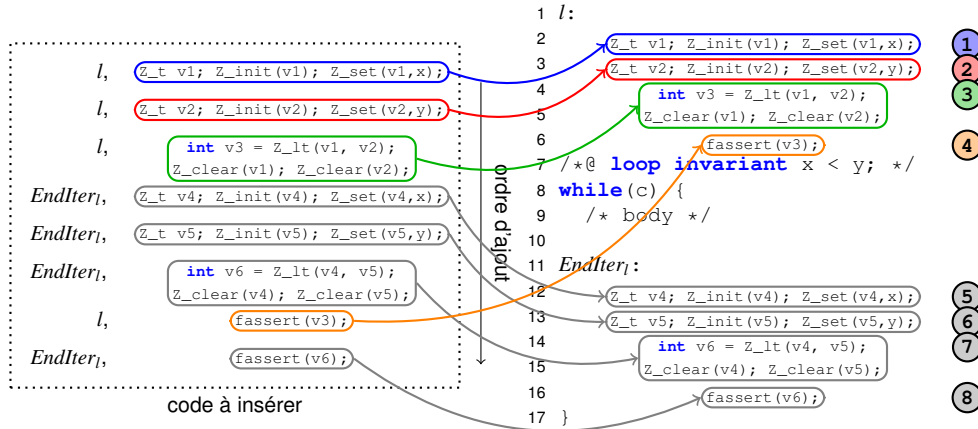 l, Z_t v1; Z_init(v1); Z_set(v1,x);
l, Z_t v2; Z_init(v2); Z_set(v2,y);
l, int v3 = Z_lt(v1, v2);
Z_clear(v1); Z_clear(v2);
EndIterl, Z_t v4; Z_init(v4); Z_set(v4,x);
EndIterl, Z_t v5; Z_init(v5); Z_set(v5,y);
EndIterl, int v6 = Z_lt(v4, v5);
Z_clear(v4); Z_clear(v5);
l, fassert(v3);
EndIterl, fassert(v6);
code à insérer
ordre d'ajout
1 l:
2 Z_t v1; Z_init(v1); Z_set(v1,x); 1
3 Z_t v2; Z_init(v2); Z_set(v2,y); 2
4 int v3 = Z_lt(v1, v2); 3
5 Z_clear(v1); Z_clear(v2);
6 fassert(v3); 4
7 /*@ loop invariant x < y; */
8 while(c) {
9 /* body */
10
11 EndIterl:
12 Z_t v4; Z_init(v4); Z_set(v4,x); 5
13 Z_t v5; Z_init(v5); Z_set(v5,y); 6
14 int v6 = Z_lt(v4, v5); 7
15 Z_clear(v4); Z_clear(v5);
16 fassert(v6); 8
17 }